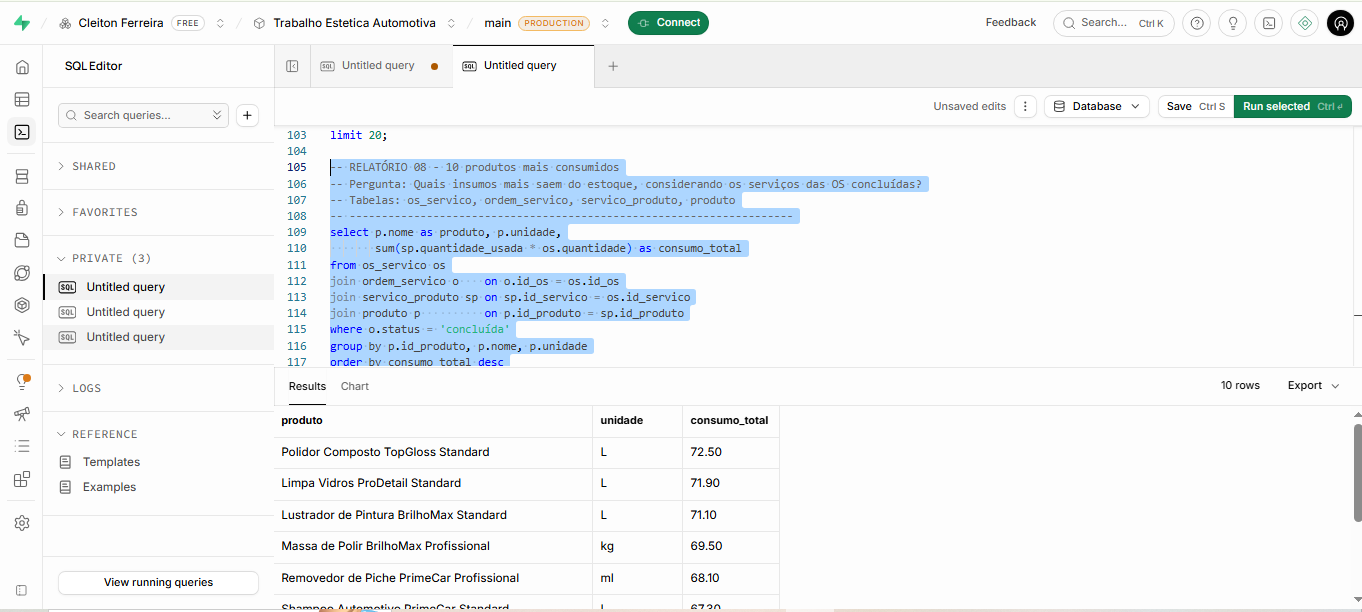 Cleiton Ferreira FREE / Trabalho Estetica Automotiva / main PRODUCTION Connect Feedback Search... Ctrl K
SQL Editor
Untitled query
Untitled query
Search queries...
Unsaved edits Database Save Ctrl S Run selected Ctrl ↵
SHARED
FAVORITES
PRIVATE (3)
Untitled query
Untitled query
Untitled query
LOGS
REFERENCE
Templates
Examples
View running queries
103 limit 20;
104
105 -- RELATÓRIO 08 - 10 produtos mais consumidos
106 -- Pergunta: Quais insumos mais saem do estoque, considerando os serviços das OS concluídas?
107 -- Tabelas: os_servico, ordem_servico, servico_produto, produto
108 -- ------------------------------------------------------------
109 select p.nome as produto, p.unidade,
110 sum(sp.quantidade_usada * os.quantidade) as consumo_total
111 from os_servico os
112 join ordem_servico o on o.id_os = os.id_os
113 join servico_produto sp on sp.id_servico = os.id_servico
114 join produto p on p.id_produto = sp.id_produto
115 where o.status = 'concluída'
116 group by p.id_produto, p.nome, p.unidade
117 order by consumo_total desc
Results Chart 10 rows Export
produto unidade consumo_total
Polidor Composto TopGloss Standard L 72.50
Limpa Vidros ProDetail Standard L 71.90
Lustrador de Pintura BrilhoMax Standard L 71.10
Massa de Polir BrilhoMax Profissional kg 69.50
Removedor de Piche PrimeCar Profissional ml 68.10
Shampoo Automotivo PrimeCar Standard L 67.30